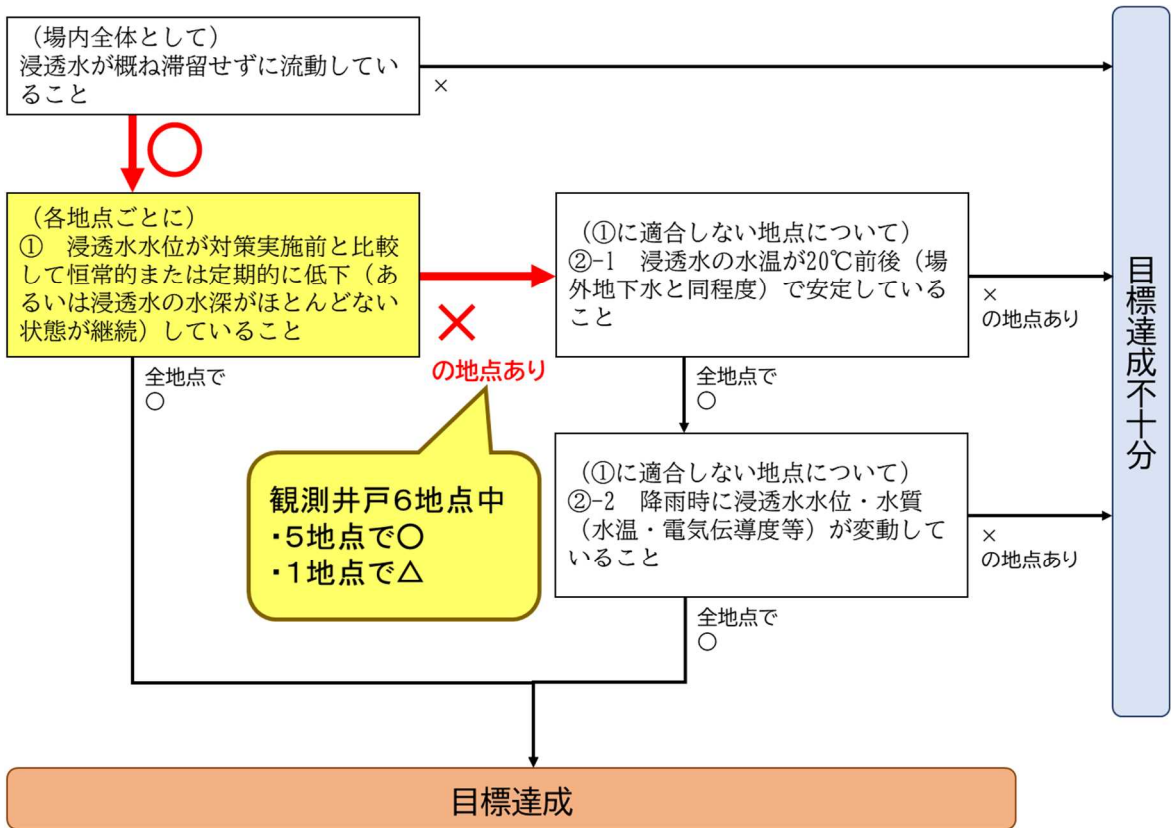 （場内全体として）
浸透水が概ね滞留せずに流動してい
ること
×
○
（各地点ごとに）
①　浸透水水位が対策実施前と比較
して恒常的または定期的に低下（あ
るいは浸透水の水深がほとんどない
状態が継続）していること
×
の地点あり
全地点で
○
（①に適合しない地点について）
②-1　浸透水の水温が20℃前後（場
外地下水と同程度）で安定している
こと
×
の地点あり
全地点で
○
観測井戸６地点中
・５地点で○
・１地点で△
（①に適合しない地点について）
②-2　降雨時に浸透水水位・水質
（水温・電気伝導度等）が変動して
いること
×
の地点あり
全地点で
○
目標達成不十分
目標達成